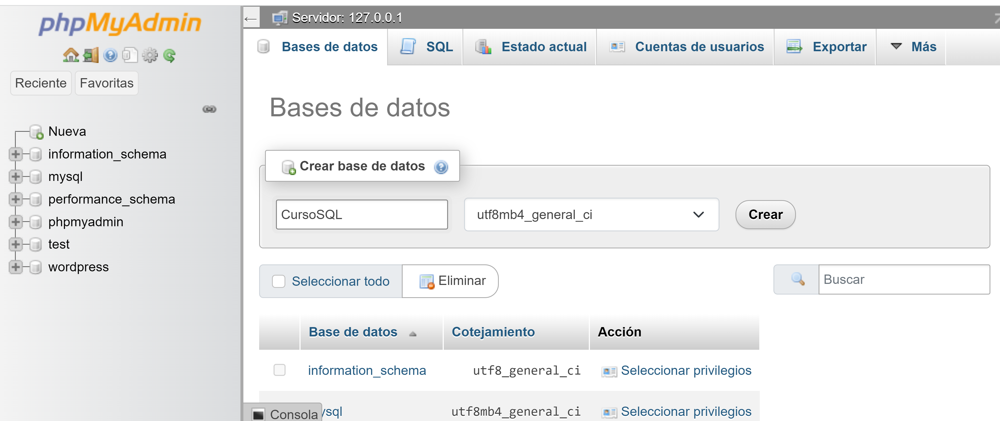 phpMyAdmin
Reciente Favoritas
Nueva
information_schema
mysql
performance_schema
phpmyadmin
test
wordpress
← Servidor: 127.0.0.1
Bases de datos SQL Estado actual Cuentas de usuarios Exportar Más
Bases de datos
Crear base de datos
CursoSQL utf8mb4_general_ci Crear
Seleccionar todo Eliminar Buscar
Base de datos Cotejamiento Acción
information_schema utf8_general_ci Seleccionar privilegios
ysql utf8mb4_general_ci Seleccionar privilegios
Consola